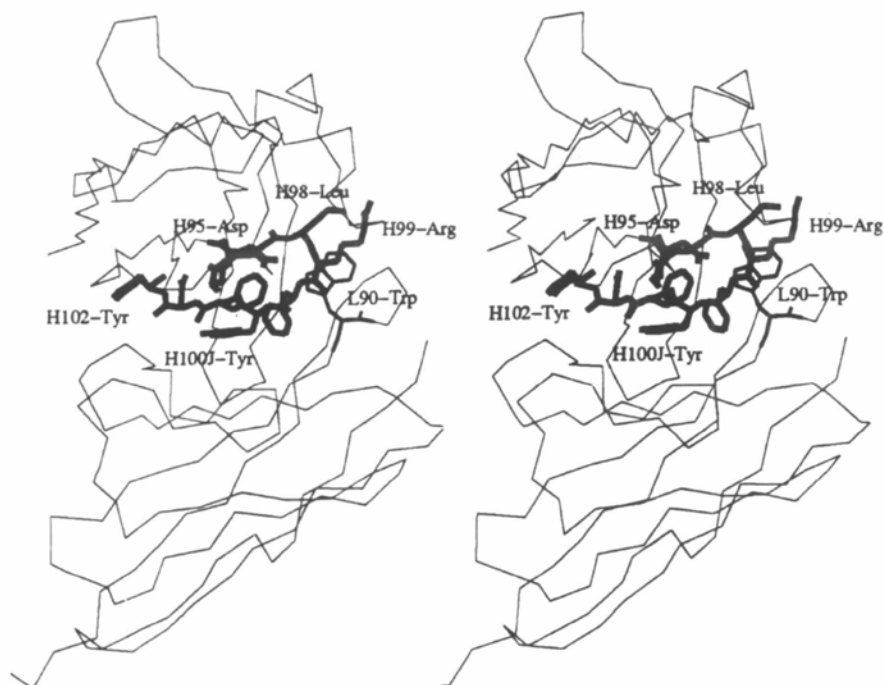 H98-Leu
H95-Asp
H99-Arg
L90-Trp
H102-Tyr
H100J-Tyr
H98-Leu
H95-Asp
H99-Arg
L90-Trp
H102-Tyr
H100J-Tyr